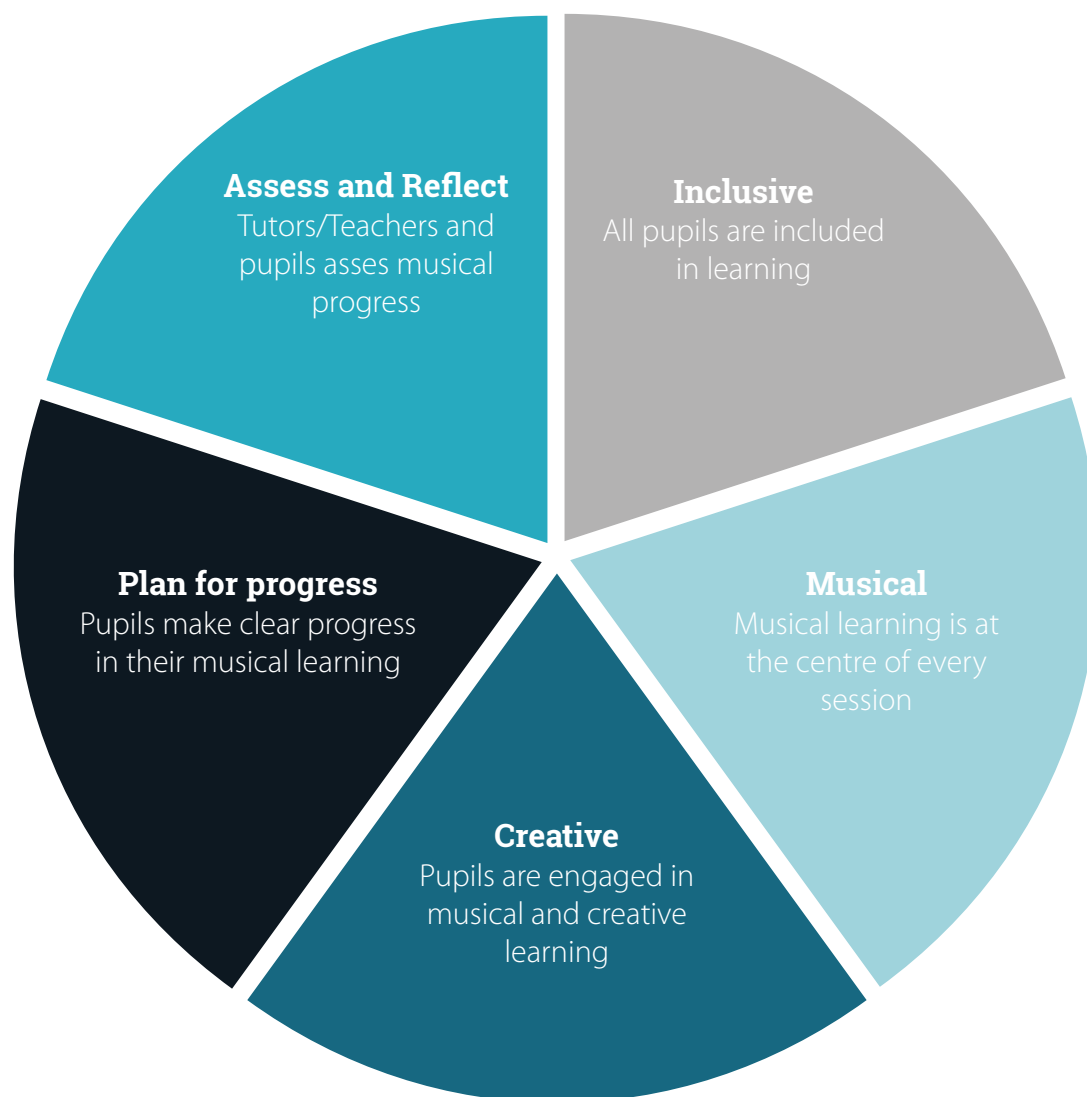 Assess and Reflect
Tutors/Teachers and
pupils asses musical
progress
Inclusive
All pupils are included
in learning
Plan for progress
Pupils make clear progress
in their musical learning
Musical
Musical learning is at
the centre of every
session
Creative
Pupils are engaged in
musical and creative
learning